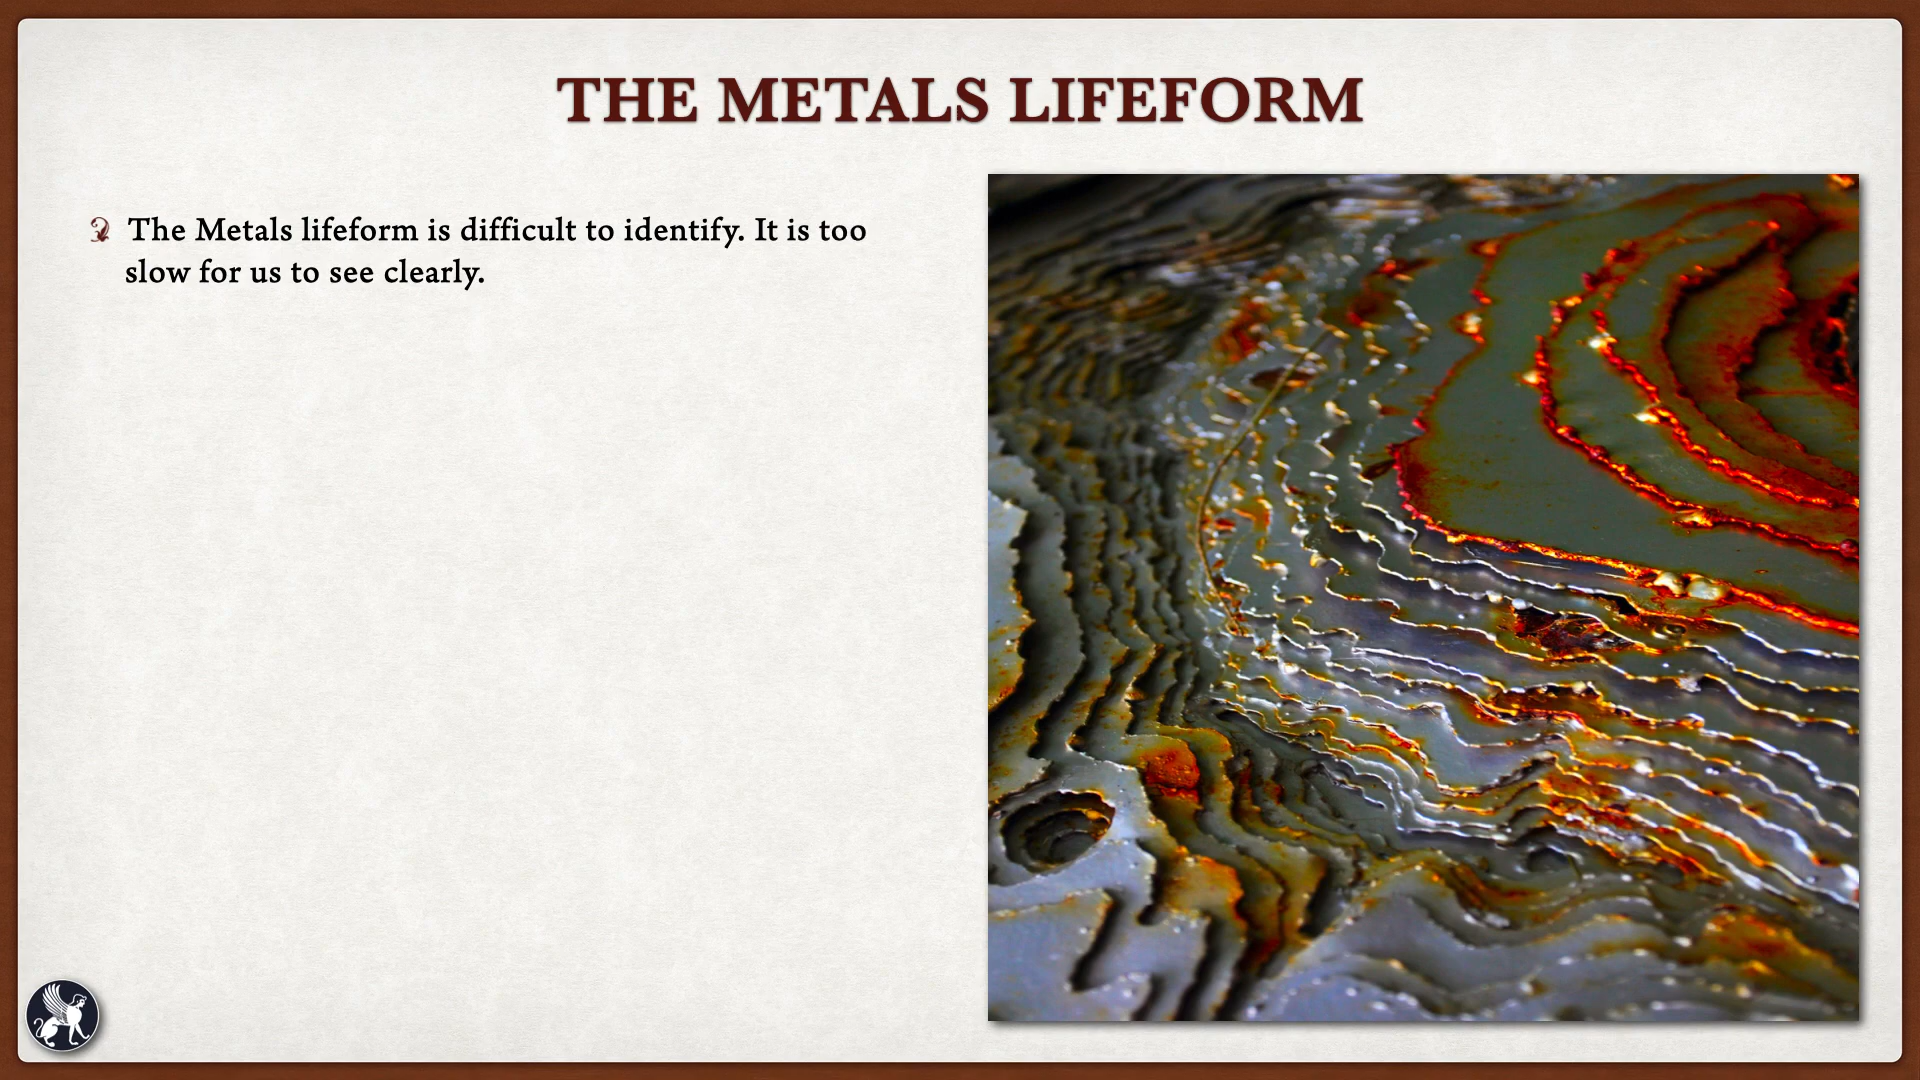 THE METALS LIFEFORM
The Metals lifeform is difficult to identify. It is too
slow for us to see clearly.